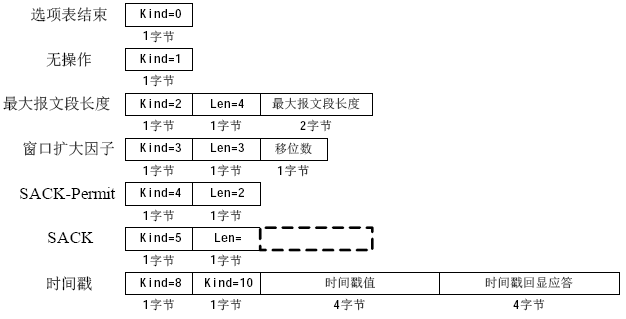 选项表结束 Kind=0
1字节
无操作 Kind=1
1字节
最大报文段长度 Kind=2 Len=4 最大报文段长度
1字节 1字节 2字节
窗口扩大因子 Kind=3 Len=3 移位数
1字节 1字节 1字节
SACK-Permit Kind=4 Len=2
1字节 1字节
SACK Kind=5 Len=
1字节 1字节
时间戳 Kind=8 Kind=10 时间戳值 时间戳回显应答
1字节 1字节 4字节 4字节